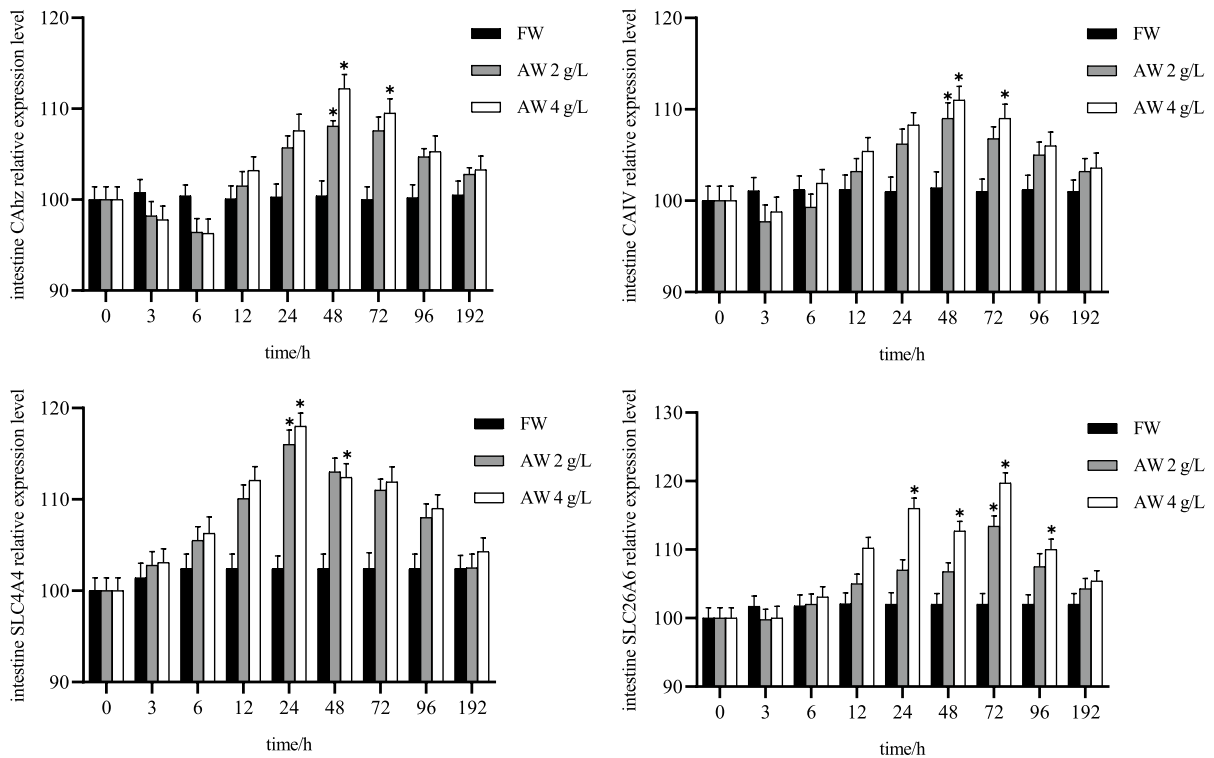 intestine CAhz relative expression level
120
110
100
90
*
*
*
FW
AW 2 g/L
AW 4 g/L
0 3 6 12 24 48 72 96 192
time/h
intestine CAIV relative expression level
120
110
100
90
*
*
*
FW
AW 2 g/L
AW 4 g/L
0 3 6 12 24 48 72 96 192
time/h
intestine SLC4A4 relative expression level
120
110
100
90
*
*
*
FW
AW 2 g/L
AW 4 g/L
0 3 6 12 24 48 72 96 192
time/h
intestine SLC26A6 relative expression level
130
120
110
100
90
*
*
*
*
*
FW
AW 2 g/L
AW 4 g/L
0 3 6 12 24 48 72 96 192
time/h